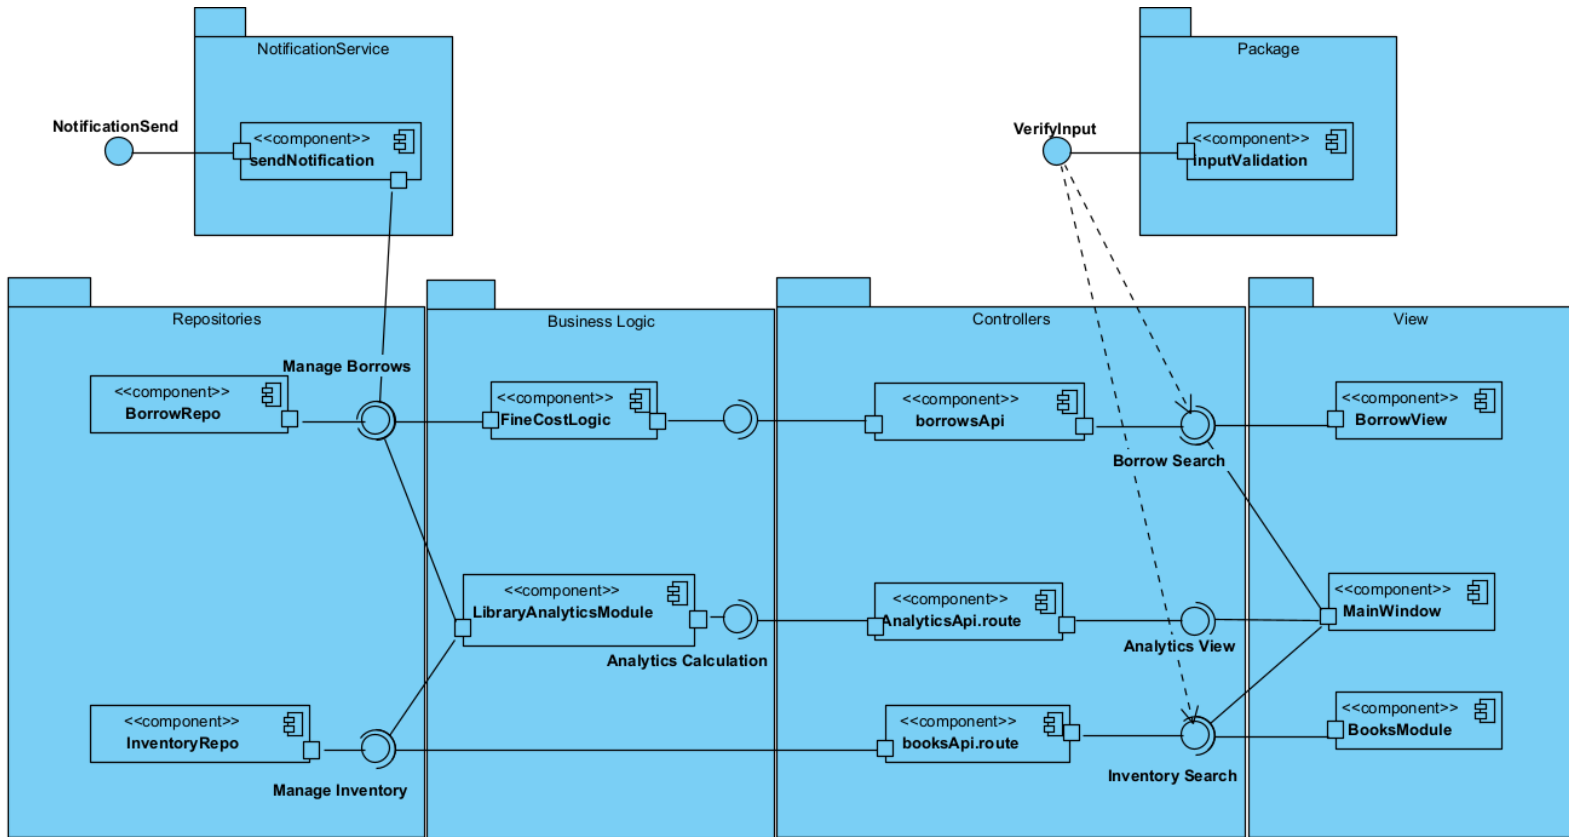 NotificationService
Package
NotificationSend
<<component>>
sendNotification
VerifyInput
<<component>>
InputValidation
Repositories
Business Logic
Controllers
View
Manage Borrows
<<component>>
BorrowRepo
<<component>>
FineCostLogic
<<component>>
borrowsApi
<<component>>
BorrowView
Borrow Search
<<component>>
LibraryAnalyticsModule
<<component>>
AnalyticsApi.route
<<component>>
MainWindow
Analytics Calculation
Analytics View
<<component>>
InventoryRepo
<<component>>
booksApi.route
<<component>>
BooksModule
Manage Inventory
Inventory Search